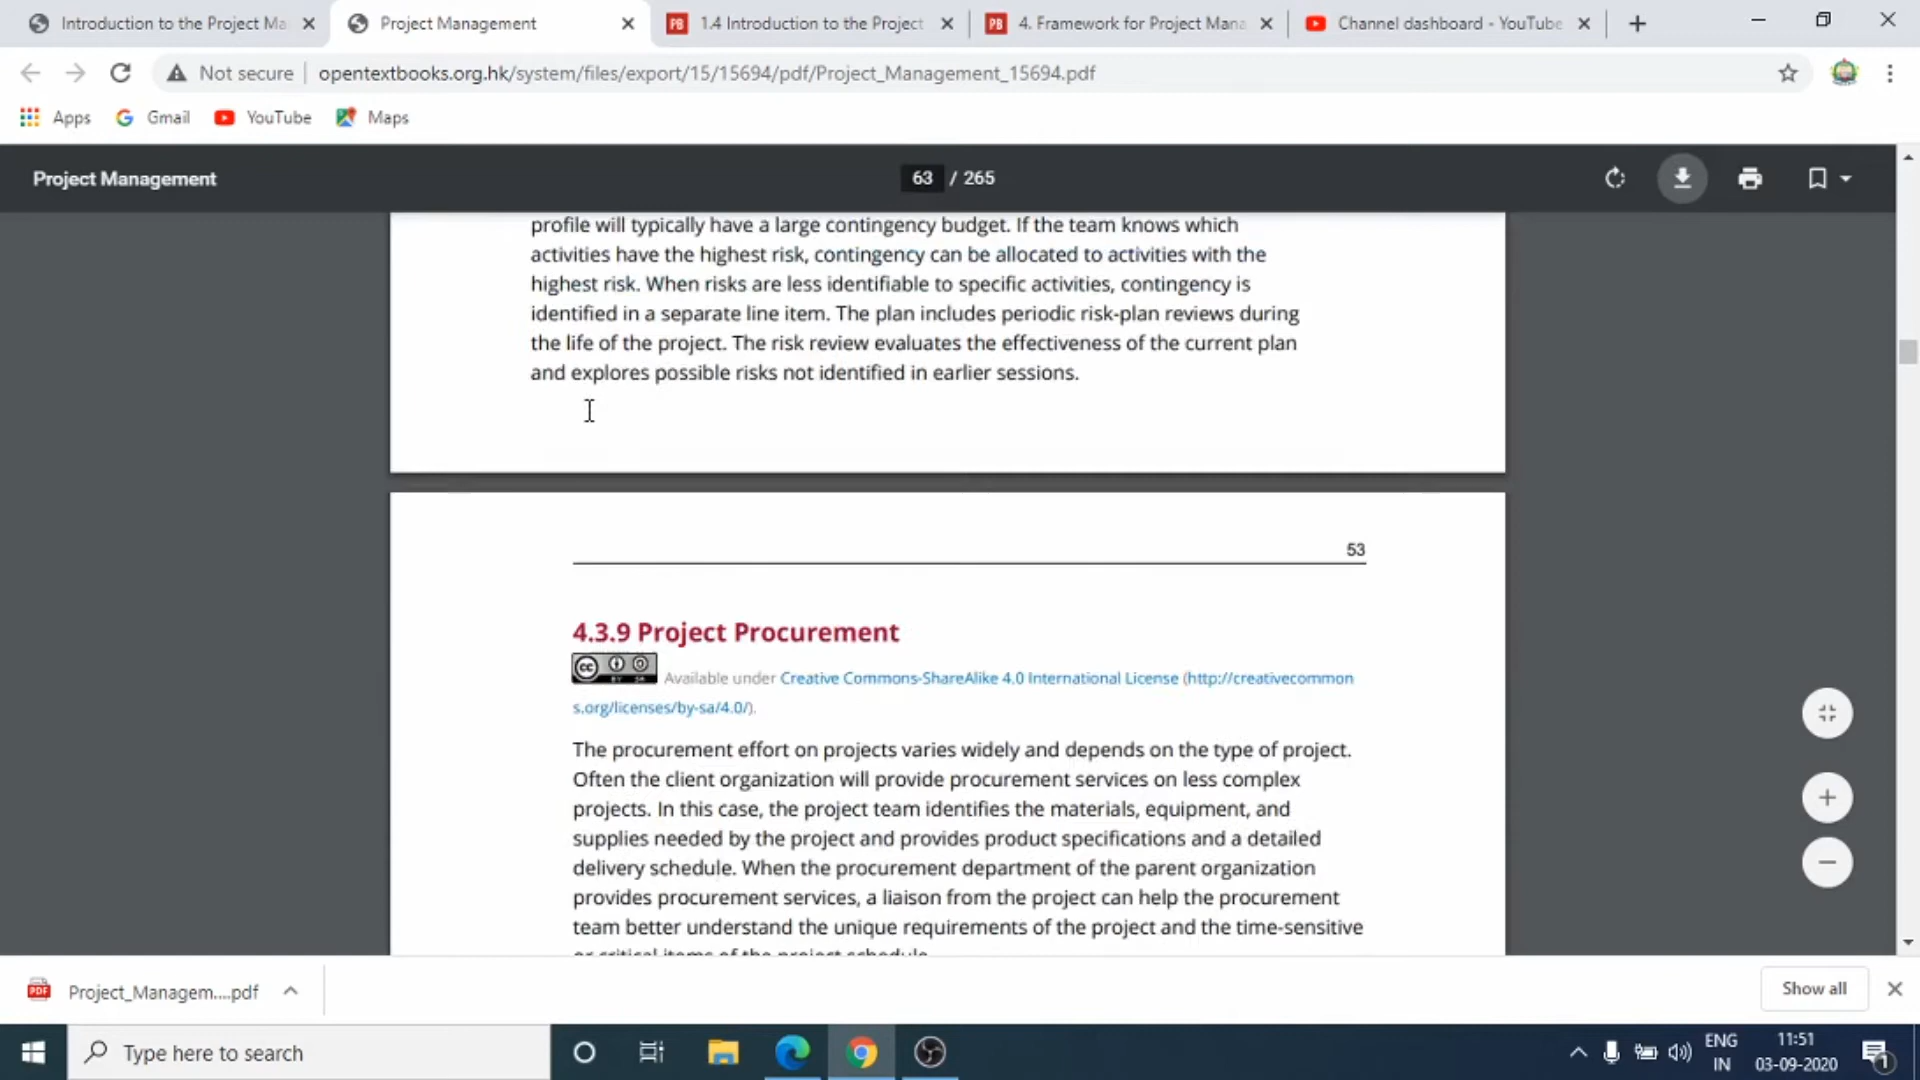 Introduction to the Project Ma
Project Management
1.4 Introduction to the Project
4. Framework for Project Mana
Channel dashboard - YouTube
Not secure
opentextbooks.org.hk/system/files/export/15/15694/pdf/Project_Management_15694.pdf
Apps
Gmail
YouTube
Maps
Project Management
63 / 265
profile will typically have a large contingency budget. If the team knows which
activities have the highest risk, contingency can be allocated to activities with the
highest risk. When risks are less identifiable to specific activities, contingency is
identified in a separate line item. The plan includes periodic risk-plan reviews during
the life of the project. The risk review evaluates the effectiveness of the current plan
and explores possible risks not identified in earlier sessions.
53
4.3.9 Project Procurement
Available under Creative Commons-ShareAlike 4.0 International License (http://creativecommon
s.org/licenses/by-sa/4.0/).
The procurement effort on projects varies widely and depends on the type of project.
Often the client organization will provide procurement services on less complex
projects. In this case, the project team identifies the materials, equipment, and
supplies needed by the project and provides product specifications and a detailed
delivery schedule. When the procurement department of the parent organization
provides procurement services, a liaison from the project can help the procurement
team better understand the unique requirements of the project and the time-sensitive
or critical items of the project schedule.
Project_Managem....pdf
Show all
Type here to search
ENG
IN
11:51
03-09-2020
1